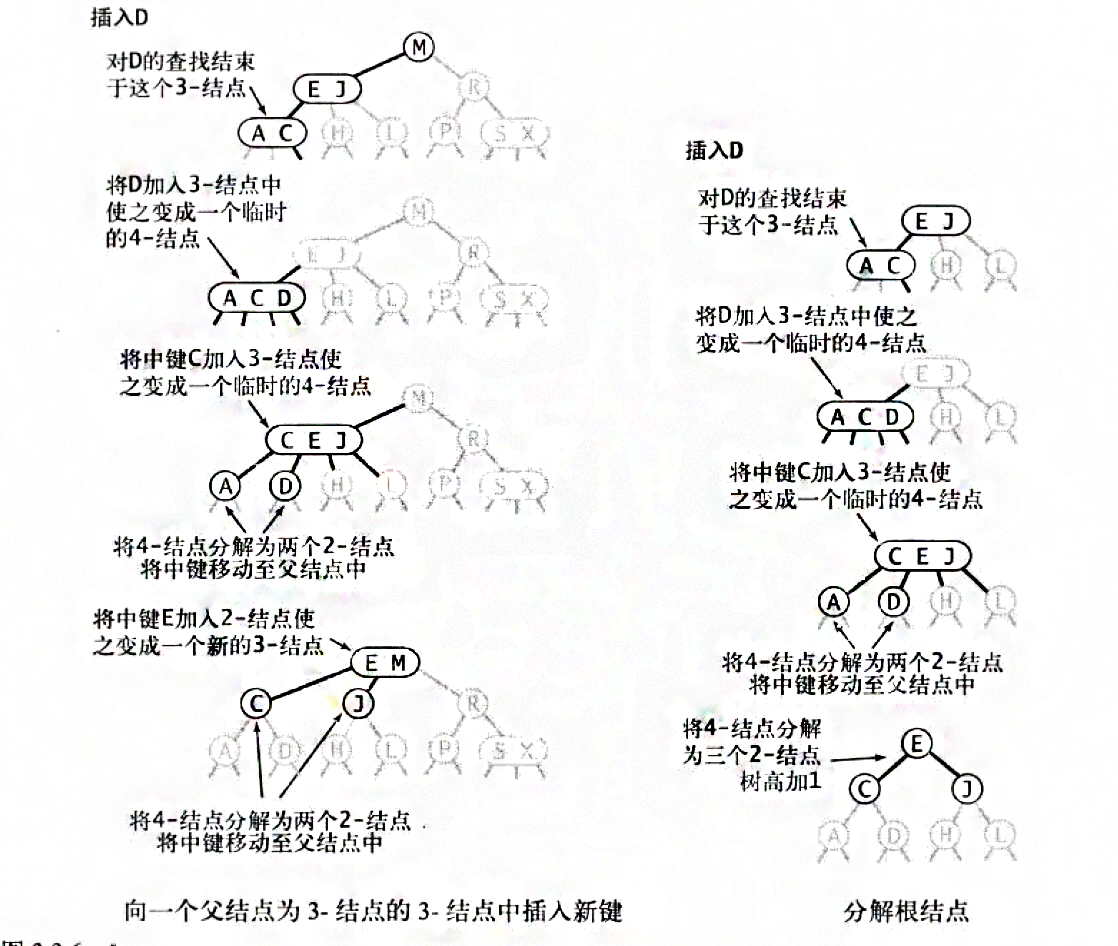 插入D
对D的查找结束
于这个3-结点
M
E J
R
A C
H
L
P
S X
将D加入3-结点中
使之变成一个临时
的4-结点
M
E J
R
A C D
H
L
P
S X
将中键C加入3-结点使
之变成一个临时的4-结点
M
C E J
R
A
D
H
L
P
S X
将4-结点分解为两个2-结点
将中键移动至父结点中
将中键E加入2-结点使
之变成一个新的3-结点
E M
C
J
R
A
D
H
L
P
S X
将4-结点分解为两个2-结点
将中键移动至父结点中
向一个父结点为 3- 结点的 3- 结点中插入新键
插入D
对D的查找结束
于这个3-结点
E J
A C
H
L
将D加入3-结点中使之
变成一个临时的4-结点
E J
A C D
H
L
将中键C加入3-结点使
之变成一个临时的4-结点
C E J
A
D
H
L
将4-结点分解为两个2-结点
将中键移动至父结点中
将4-结点分解
为三个2-结点
树高加1
E
C
J
A
D
H
L
分解根结点